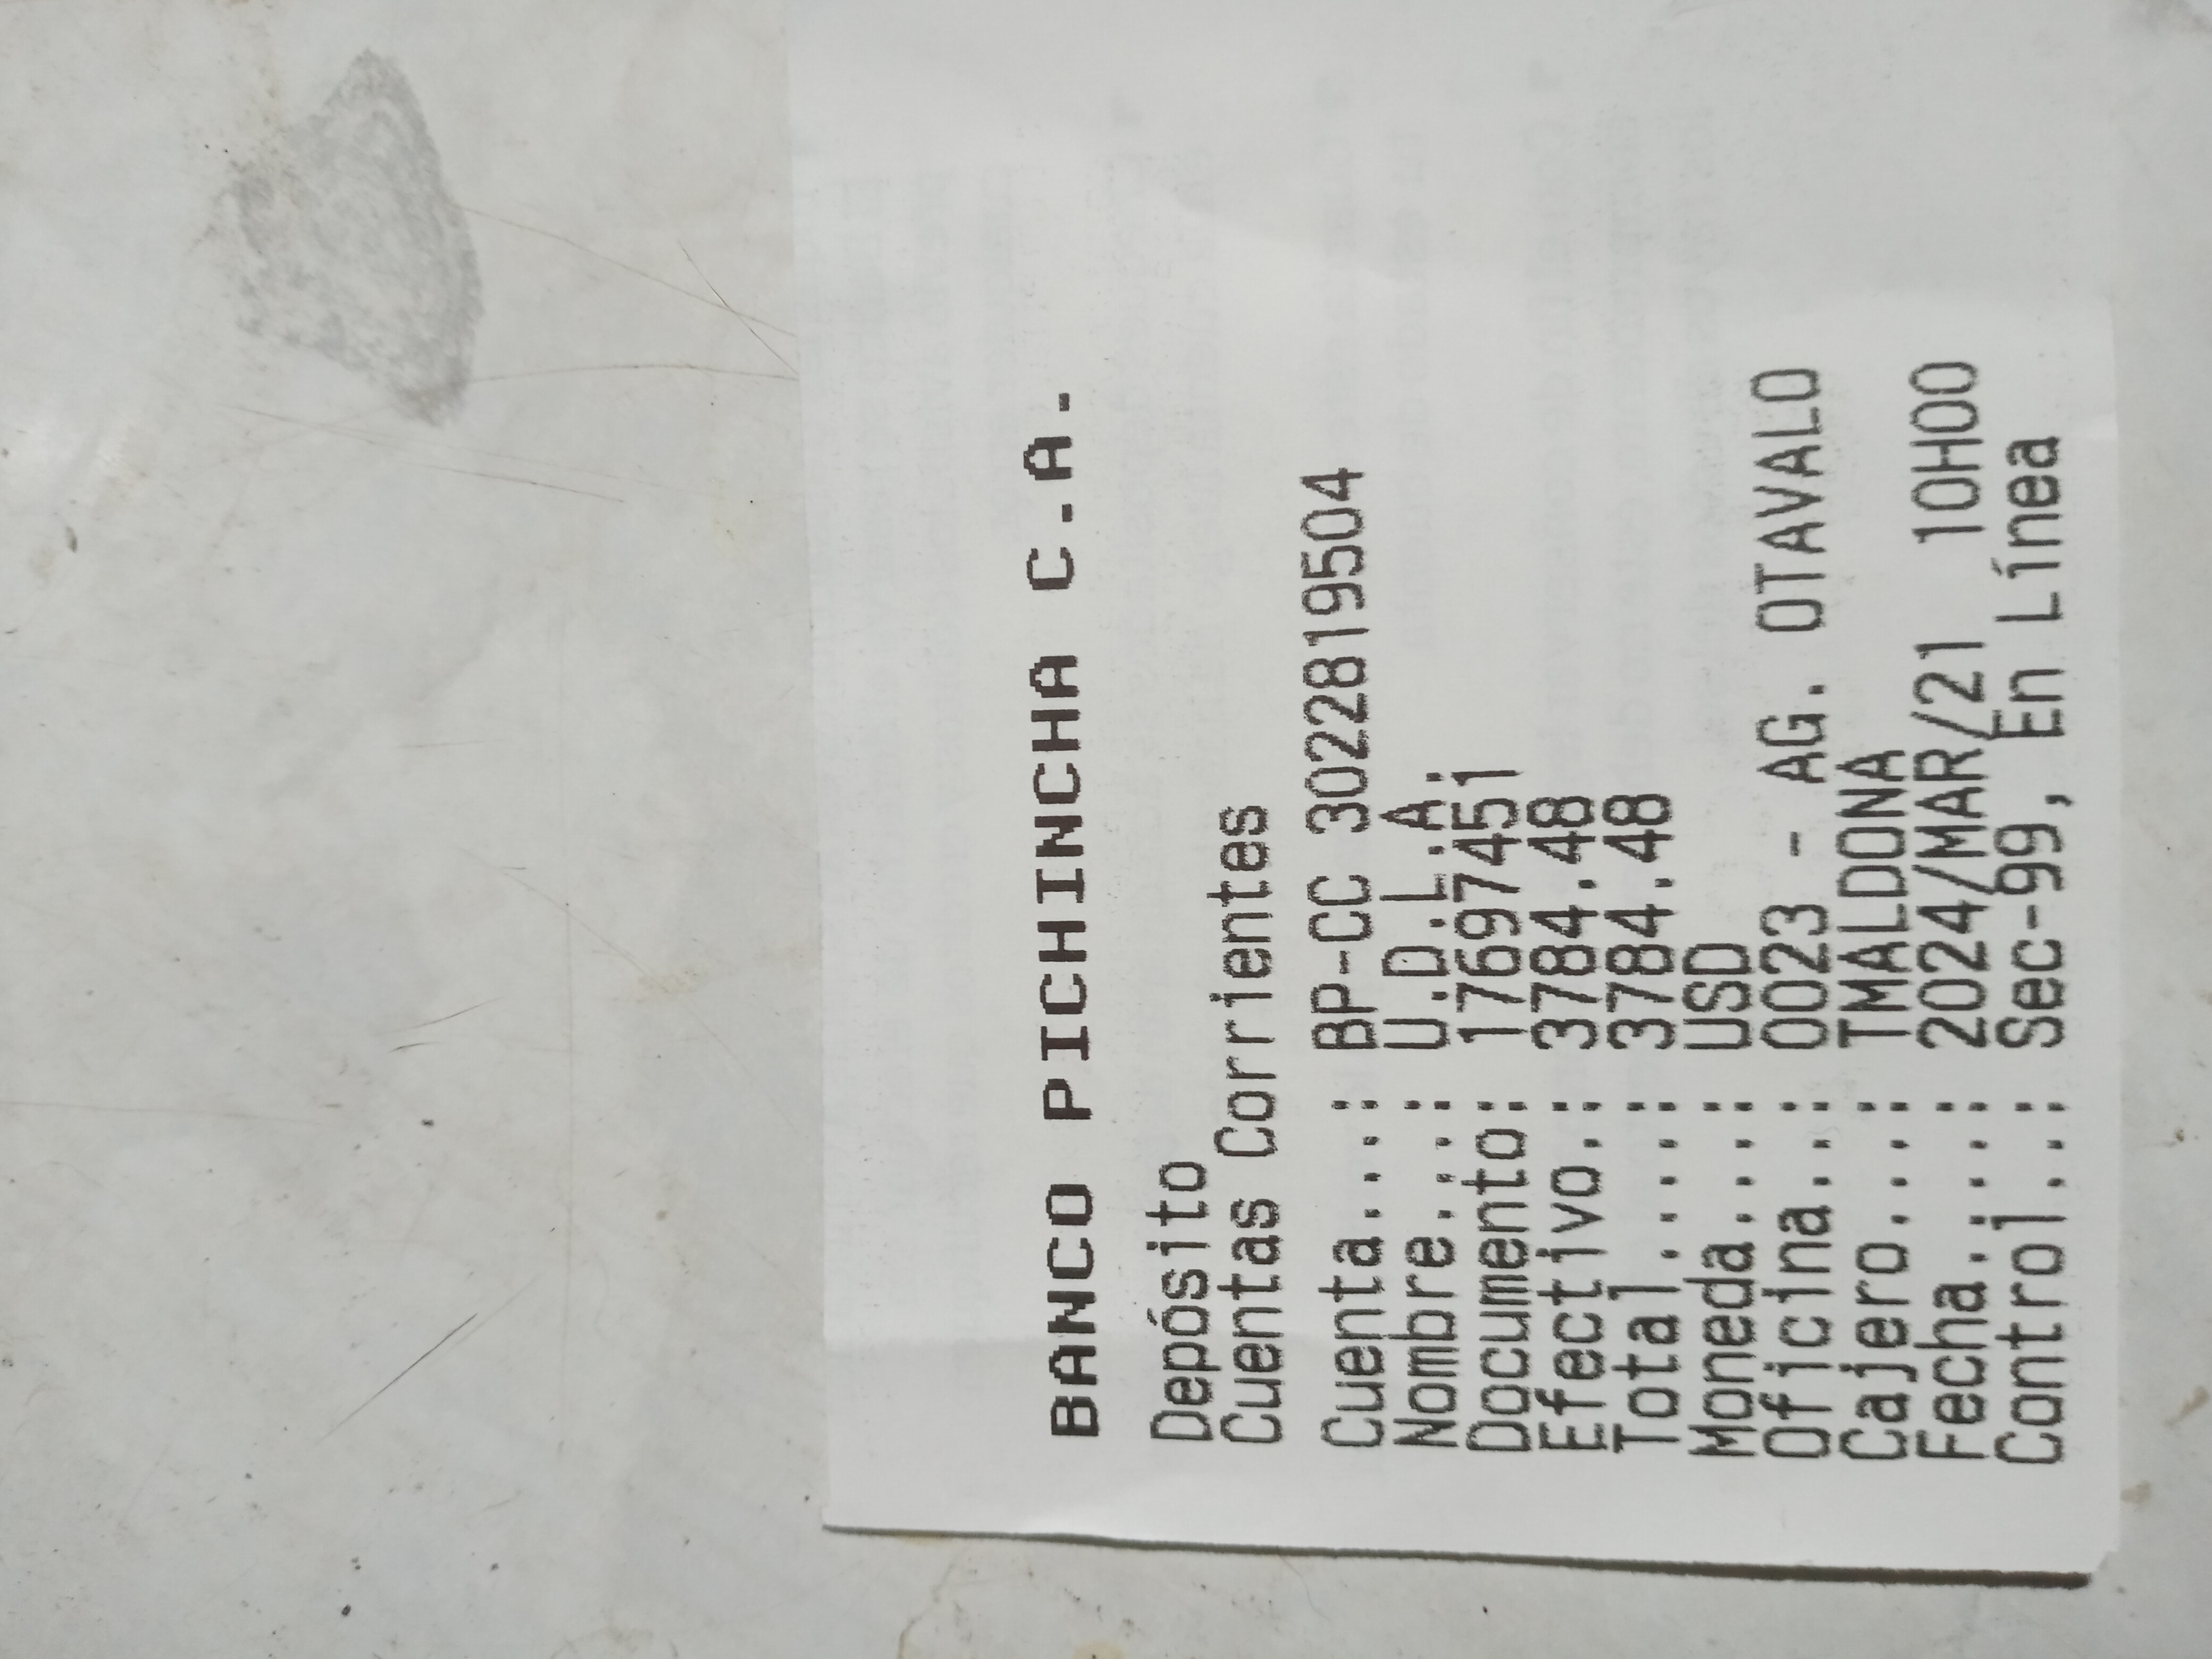 BANCO PICHINCHA C.A.
Depósito
Cuentas Corrientes
Cuenta...: BP-CC 3022819504
Nombre...: U.D.L.A.
Documento: 17697451
Efectivo.: 3784.48
Total....: 3784.48
Moneda...: USD
Oficina..: 0023 - AG. OTAVALO
Cajero...: TMALDONA
Fecha....: 2024/MAR/21 10H00
Control..: Sec-99, En Línea